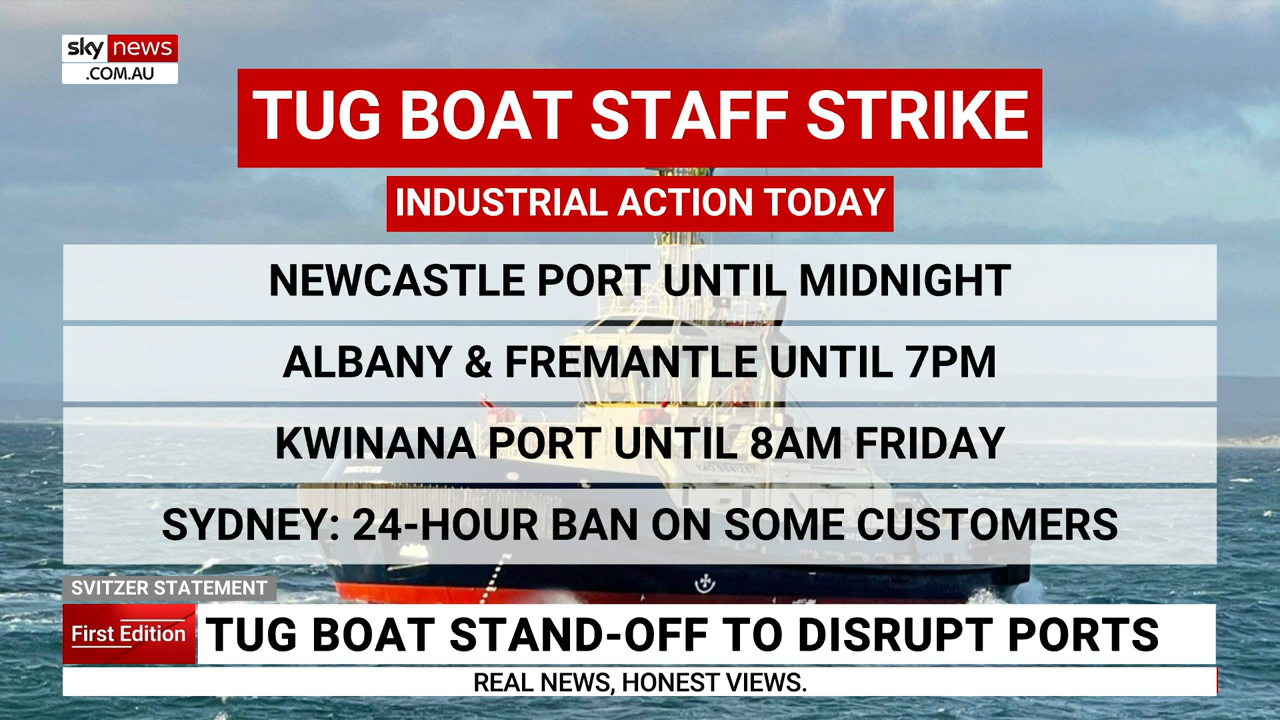 sky news
.COM.AU
TUG BOAT STAFF STRIKE
INDUSTRIAL ACTION TODAY
NEWCASTLE PORT UNTIL MIDNIGHT
ALBANY & FREMANTLE UNTIL 7PM
KWINANA PORT UNTIL 8AM FRIDAY
SYDNEY: 24-HOUR BAN ON SOME CUSTOMERS
SVITZER STATEMENT
First Edition
TUG BOAT STAND-OFF TO DISRUPT PORTS
REAL NEWS, HONEST VIEWS.